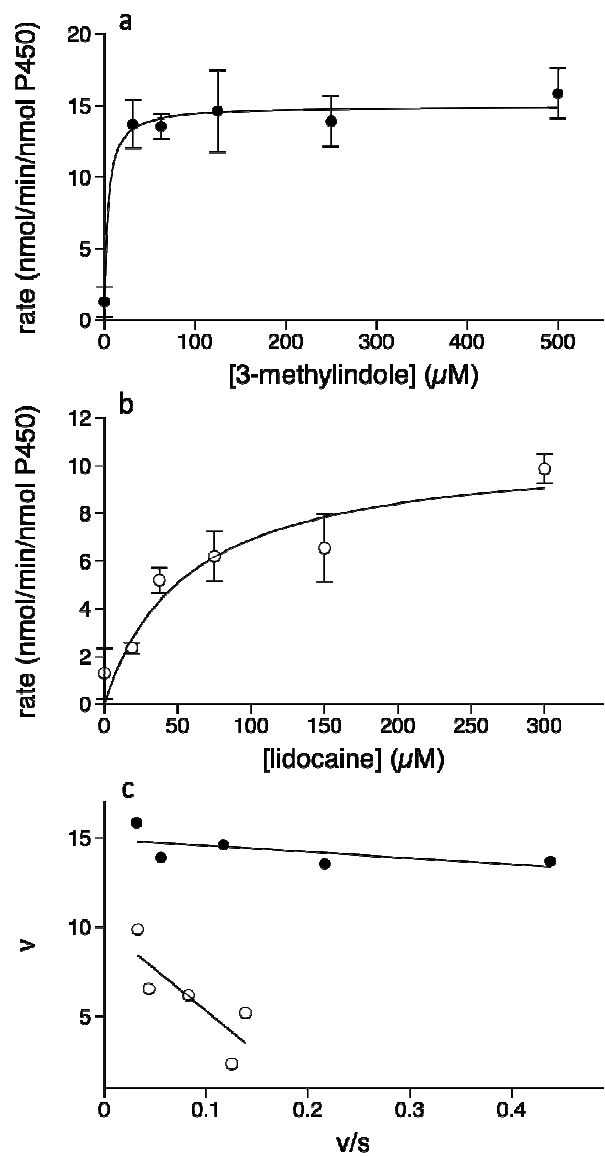 a
20
15
10
5
0
rate (nmol/min/nmol P450)
0 100 200 300 400 500
[3-methylindole] (µM)
b
12
10
8
6
4
2
0
rate (nmol/min/nmol P450)
0 50 100 150 200 250 300
[lidocaine] (µM)
c
15
10
5
v
0 0.1 0.2 0.3 0.4
v/s